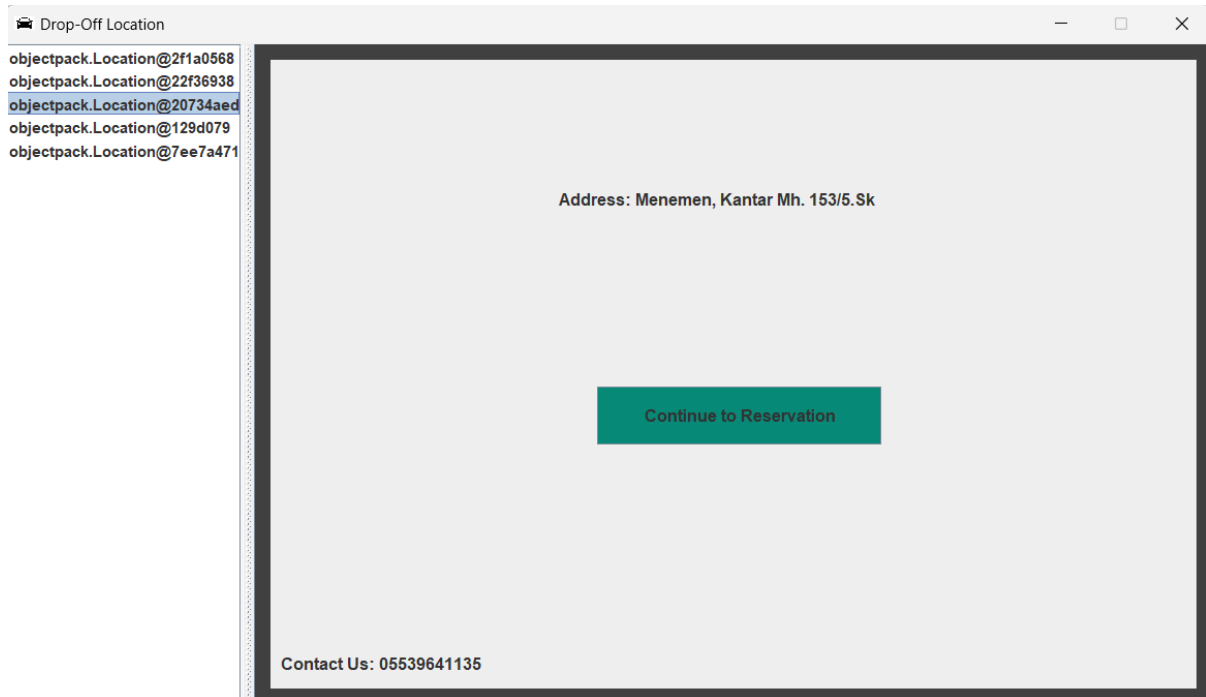 Drop-Off Location
objectpack.Location@2f1a0568
objectpack.Location@22f36938
objectpack.Location@20734aed
objectpack.Location@129d079
objectpack.Location@7ee7a471
Address: Menemen, Kantar Mh. 153/5.Sk
Continue to Reservation
Contact Us: 05539641135